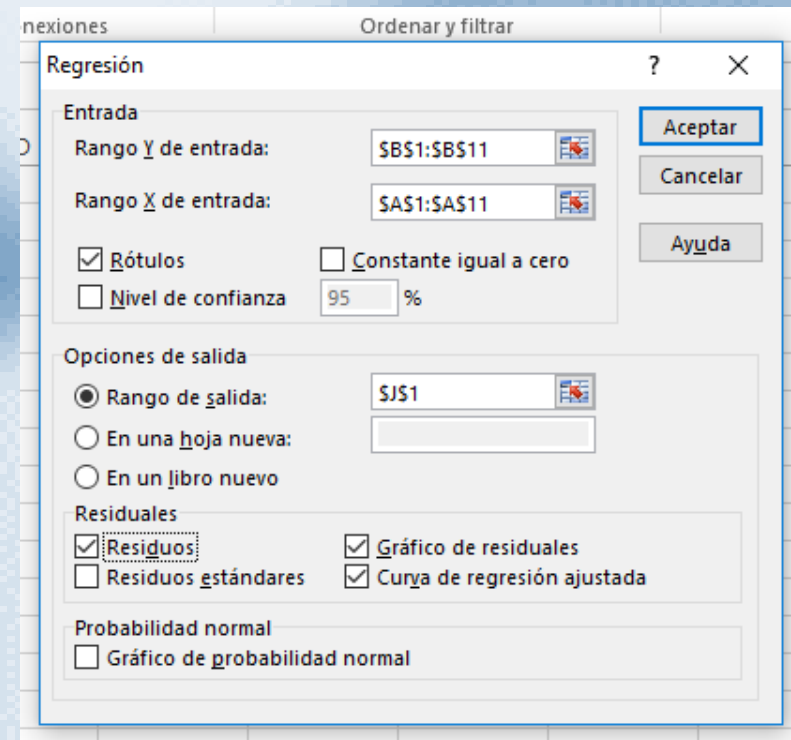 nexiones Ordenar y filtrar
Regresión ? ✕
Entrada
Rango Y de entrada: $B$1:$B$11
Aceptar
Rango X de entrada: $A$1:$A$11
Cancelar
Rótulos Constante igual a cero
Ayuda
Nivel de confianza 95 %
Opciones de salida
Rango de salida: $J$1
En una hoja nueva:
En un libro nuevo
Residuales
Residuos Gráfico de residuales
Residuos estándares Curva de regresión ajustada
Probabilidad normal
Gráfico de probabilidad normal